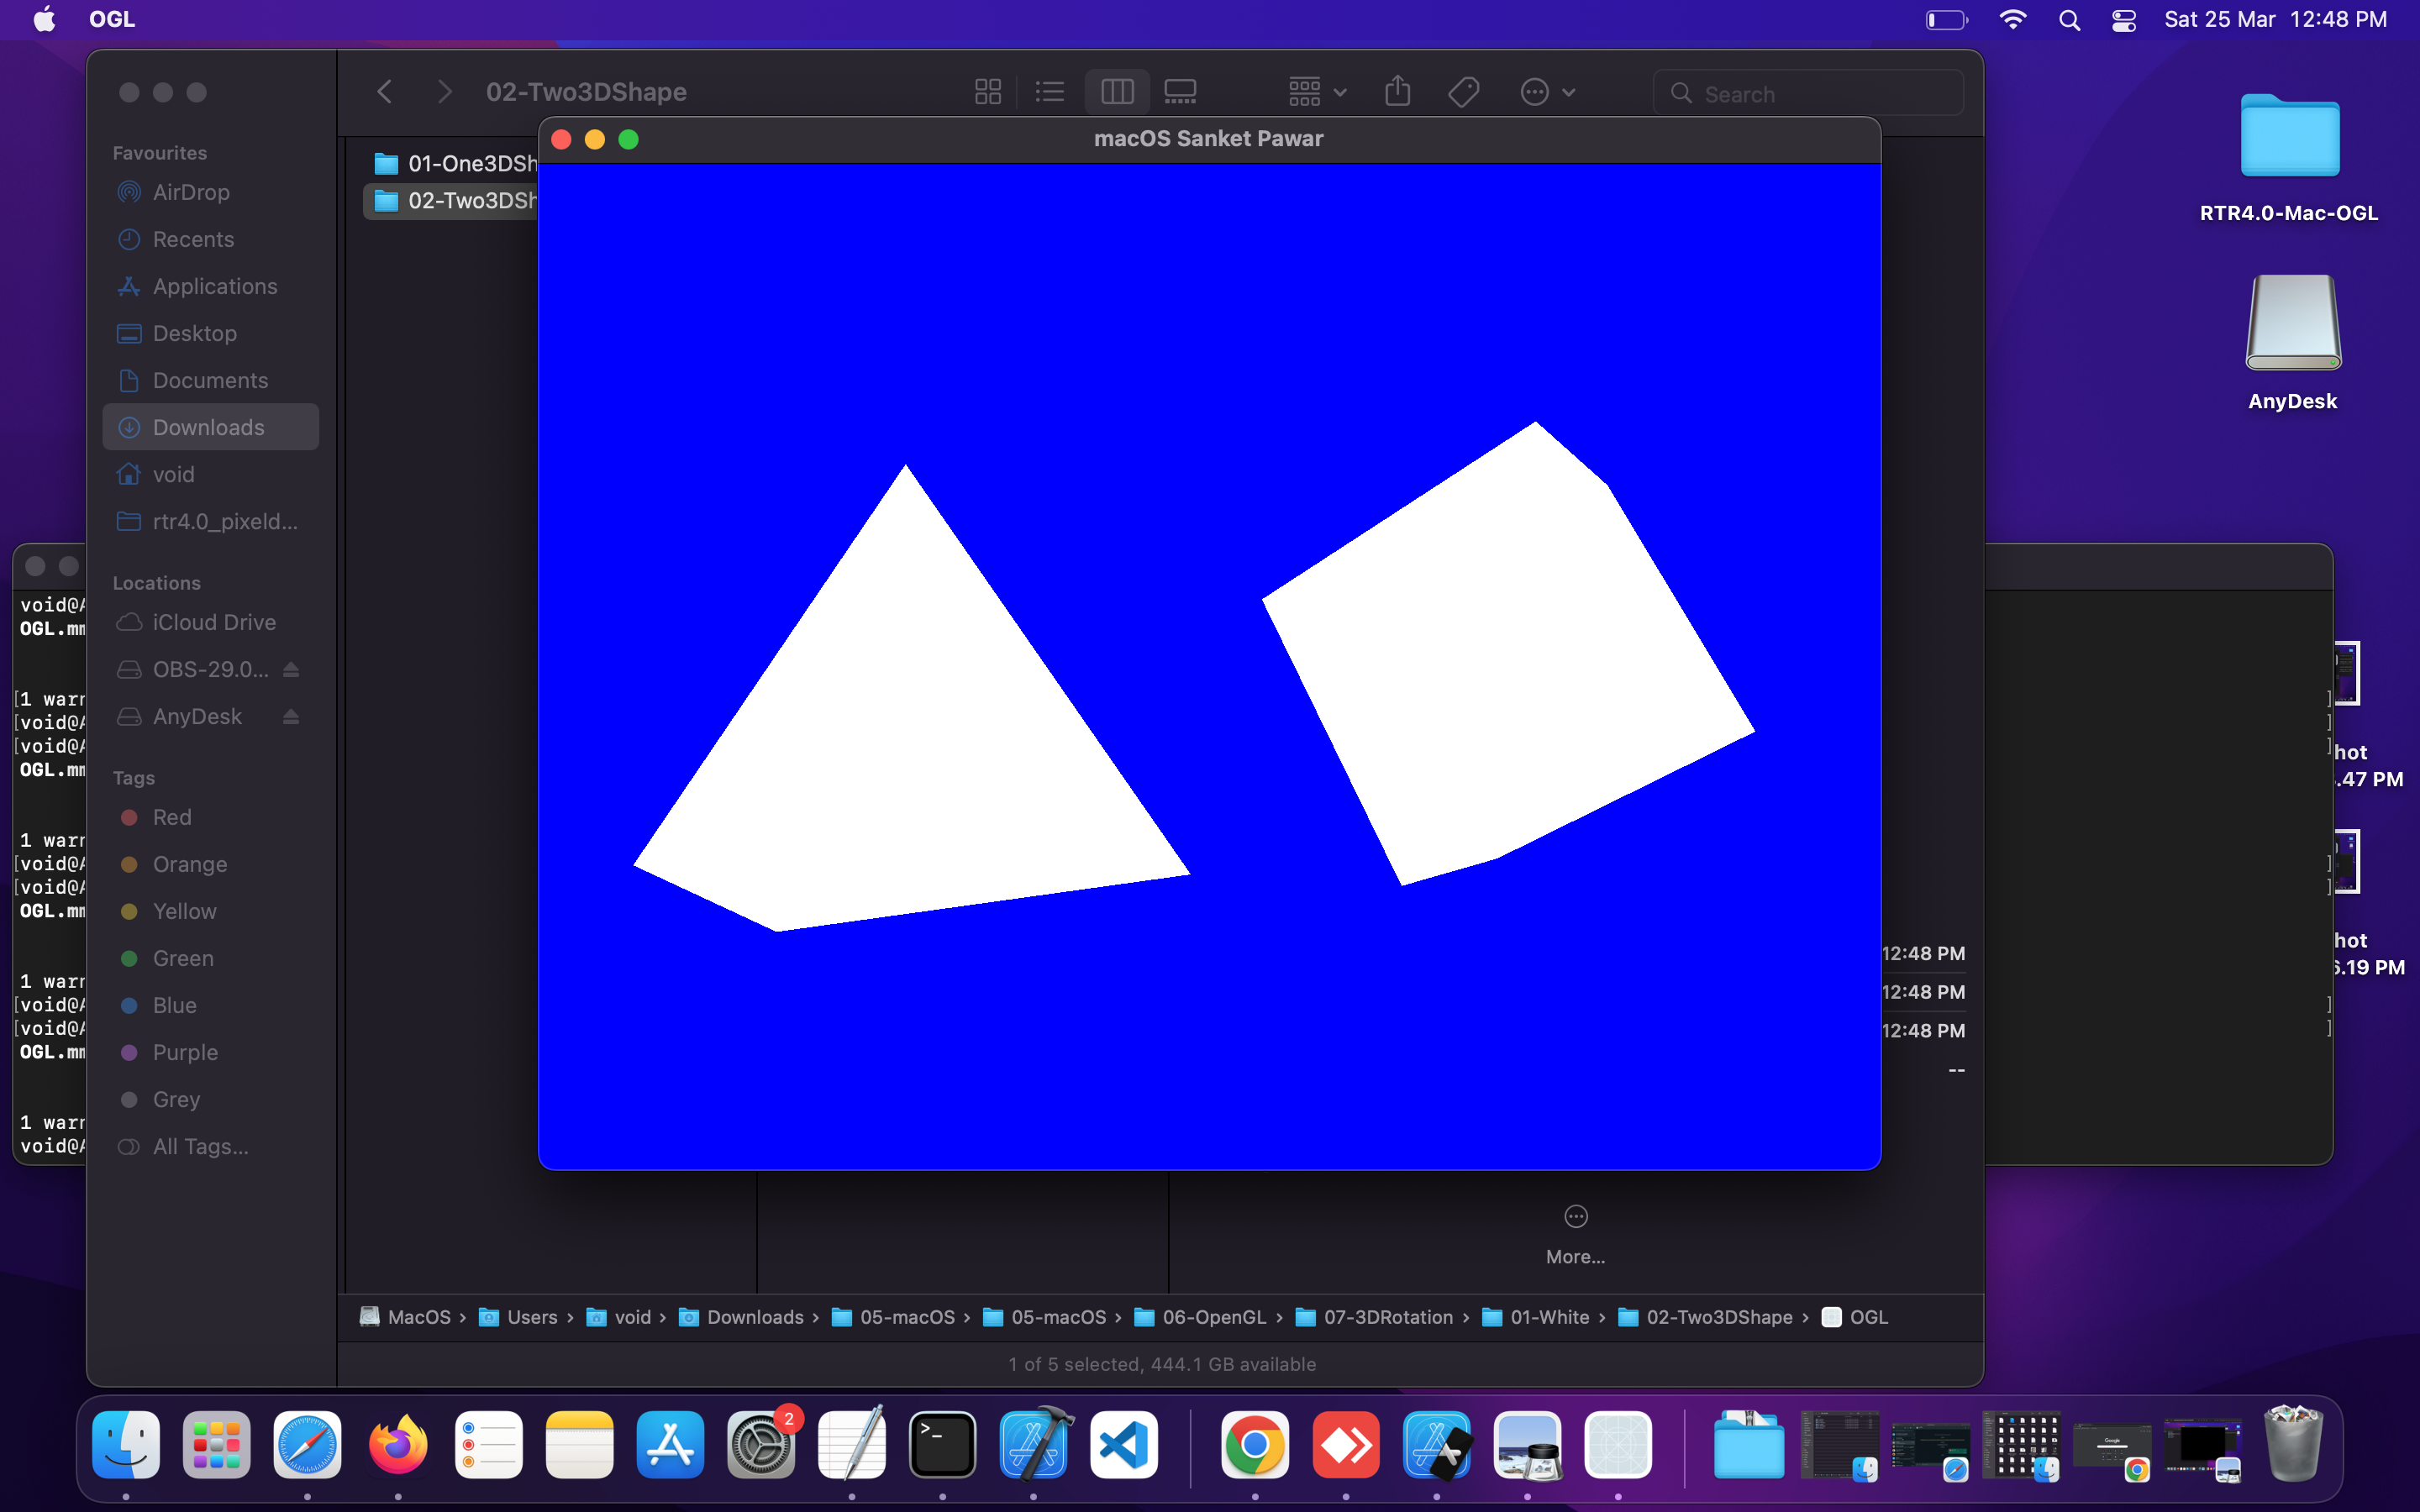 OGL
Sat 25 Mar 12:48 PM
02-Two3DShape
Search
macOS Sanket Pawar
Favourites
AirDrop
Recents
Applications
Desktop
Documents
Downloads
void
rtr4.0_pixeld...
Locations
iCloud Drive
OBS-29.0...
AnyDesk
Tags
Red
Orange
Yellow
Green
Blue
Purple
Grey
All Tags...
01-One3DSh
02-Two3DSh
RTR4.0-Mac-OGL
AnyDesk
void@
OGL.m
[1 warr
[void@
[void@
OGL.m
1 warr
[void@
[void@
OGL.m
1 warr
[void@
[void@
OGL.m
1 warr
void@
]
]
]
]
]
]
]
hot
.47 PM
hot
6.19 PM
12:48 PM
12:48 PM
12:48 PM
--
More...
MacOS › Users › void › Downloads › 05-macOS › 05-macOS › 06-OpenGL › 07-3DRotation › 01-White › 02-Two3DShape › OGL
1 of 5 selected, 444.1 GB available
2
>_